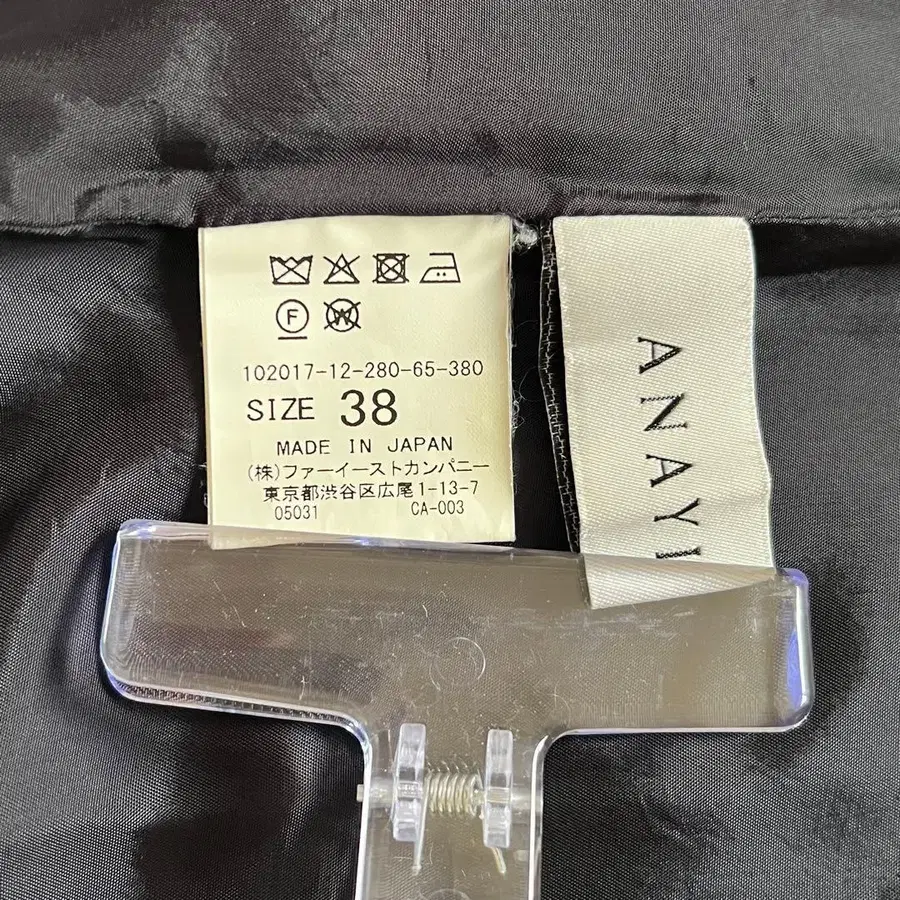 F W
102017-12-280-65-380
SIZE 38
MADE IN JAPAN
(株)ファーイーストカンパニー
東京都渋谷区広尾1-13-7
05031 CA-003
ANAYI